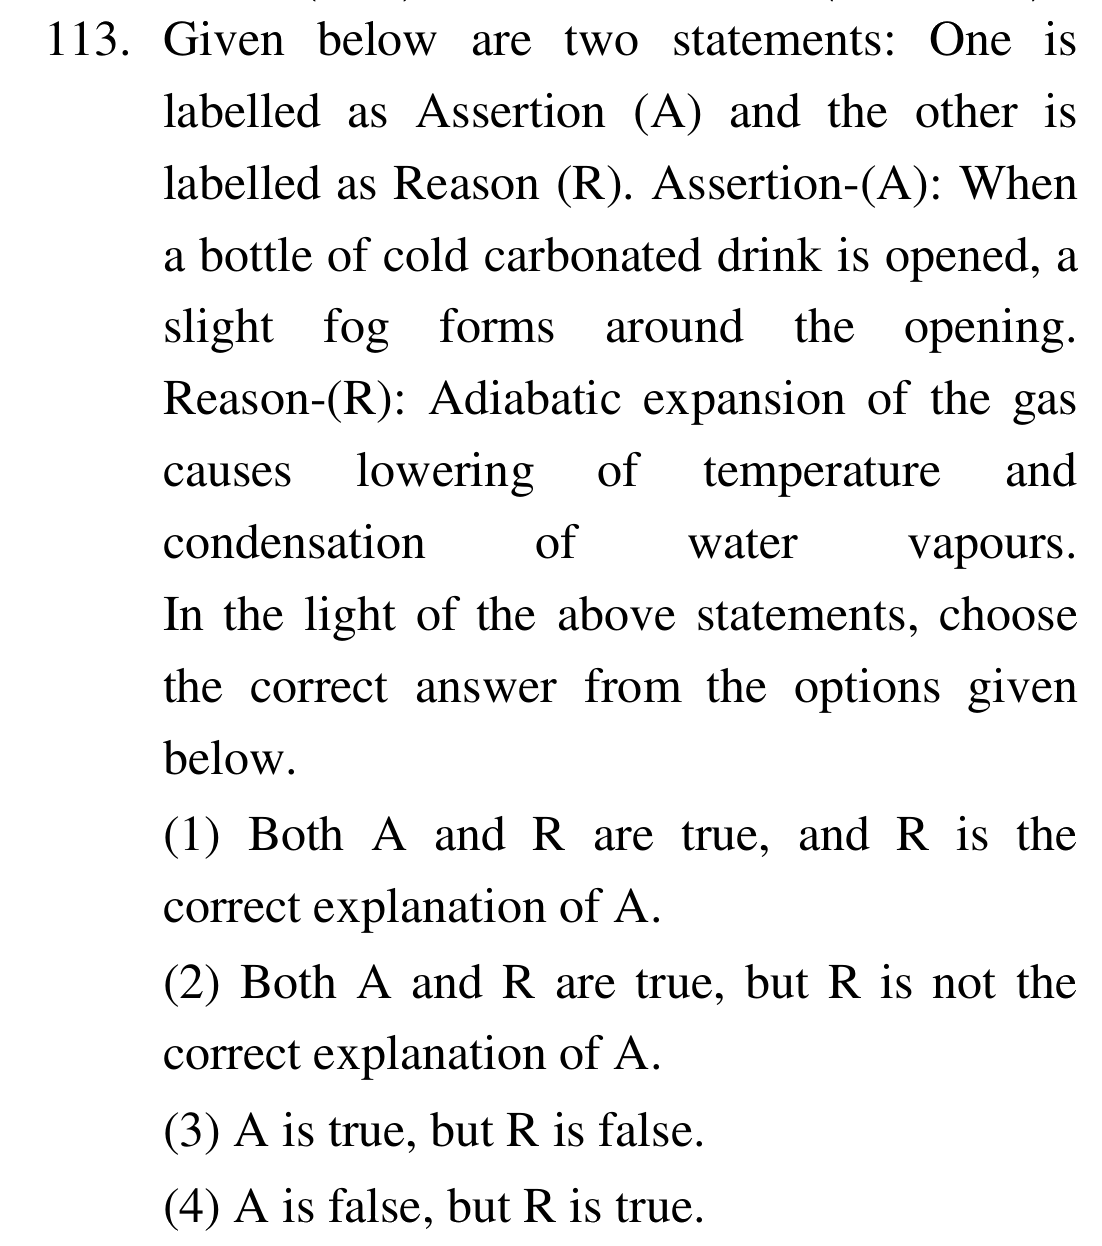 113. Given below are two statements: One is
labelled as Assertion (A) and the other is
labelled as Reason (R). Assertion-(A): When
a bottle of cold carbonated drink is opened, a
slight fog forms around the opening.
Reason-(R): Adiabatic expansion of the gas
causes lowering of temperature and
condensation of water vapours.
In the light of the above statements, choose
the correct answer from the options given
below.
(1) Both A and R are true, and R is the
correct explanation of A.
(2) Both A and R are true, but R is not the
correct explanation of A.
(3) A is true, but R is false.
(4) A is false, but R is true.